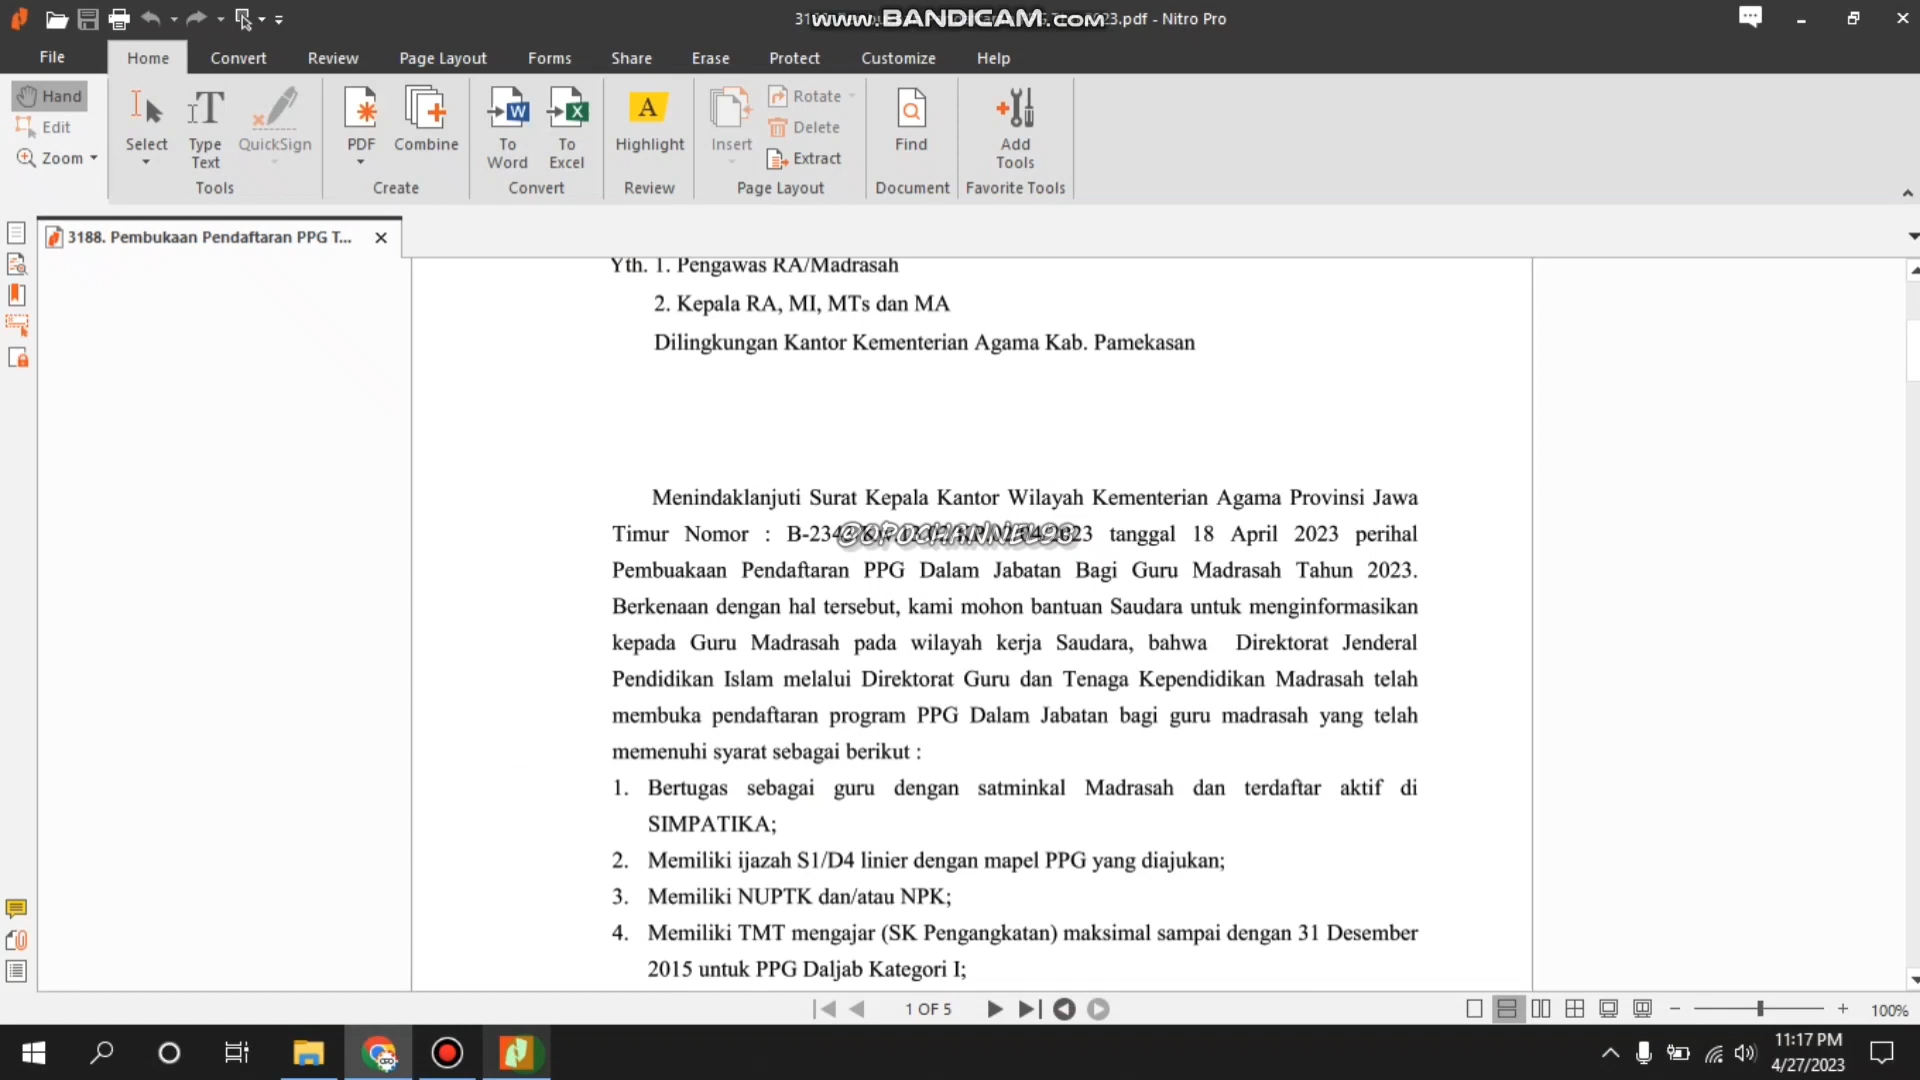 www.BANDICAM.com
23.pdf - Nitro Pro
File
Home
Convert
Review
Page Layout
Forms
Share
Erase
Protect
Customize
Help
Hand
Edit
Zoom
Select
Type
Text
QuickSign
Tools
PDF
Combine
Create
To
Word
To
Excel
Convert
Highlight
Review
Insert
Rotate
Delete
Extract
Page Layout
Find
Document
Add
Tools
Favorite Tools
3188. Pembukaan Pendaftaran PPG T...
Yth. 1. Pengawas RA/Madrasah
2. Kepala RA, MI, MTs dan MA
Dilingkungan Kantor Kementerian Agama Kab. Pamekasan
Menindaklanjuti Surat Kepala Kantor Wilayah Kementerian Agama Provinsi Jawa
Timur Nomor : tanggal 18 April 2023 perihal
@OPOCHANNEL98
Pembuakaan Pendaftaran PPG Dalam Jabatan Bagi Guru Madrasah Tahun 2023.
Berkenaan dengan hal tersebut, kami mohon bantuan Saudara untuk menginformasikan
kepada Guru Madrasah pada wilayah kerja Saudara, bahwa Direktorat Jenderal
Pendidikan Islam melalui Direktorat Guru dan Tenaga Kependidikan Madrasah telah
membuka pendaftaran program PPG Dalam Jabatan bagi guru madrasah yang telah
memenuhi syarat sebagai berikut :
1. Bertugas sebagai guru dengan satminkal Madrasah dan terdaftar aktif di
SIMPATIKA;
2. Memiliki ijazah S1/D4 linier dengan mapel PPG yang diajukan;
3. Memiliki NUPTK dan/atau NPK;
4. Memiliki TMT mengajar (SK Pengangkatan) maksimal sampai dengan 31 Desember
2015 untuk PPG Daljab Kategori I;
1 OF 5
100%
11:17 PM
4/27/2023